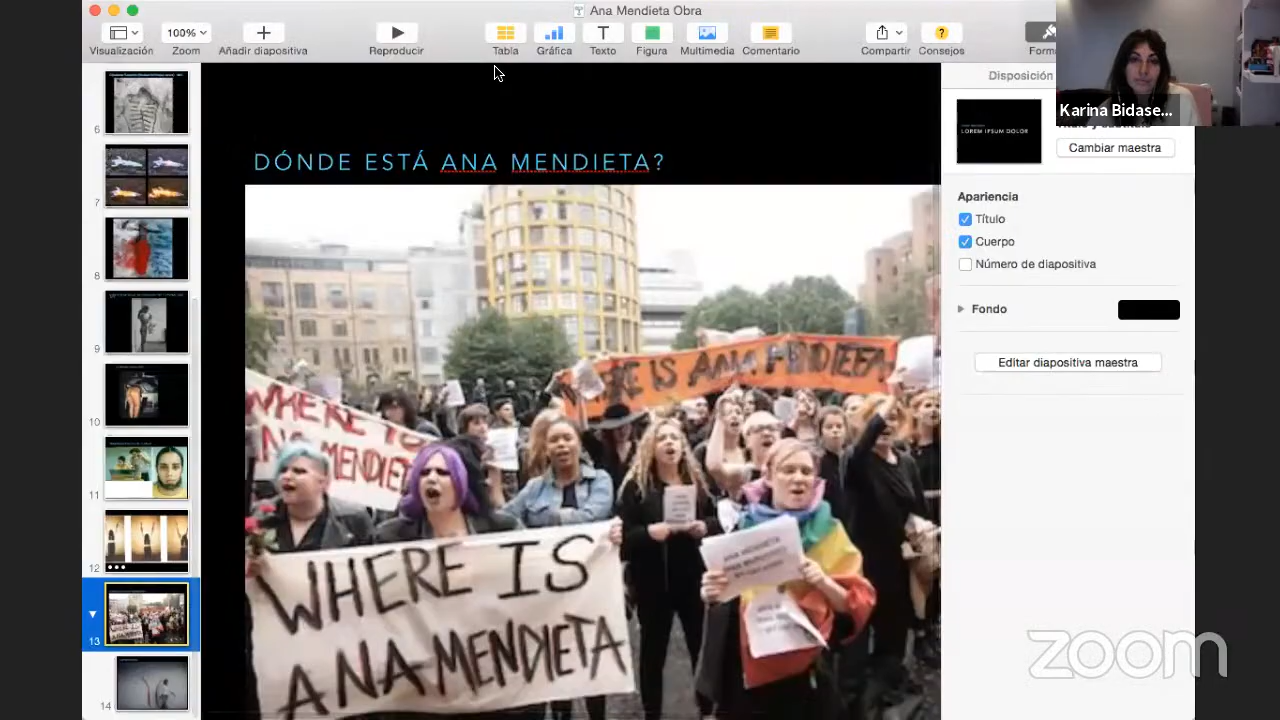 Ana Mendieta Obra
100%
Visualización
Zoom
Añadir diapositiva
Reproducir
Tabla
Gráfica
Texto
Figura
Multimedia
Comentario
Compartir
Consejos
Form
Karina Bidase...
Disposición
LOREM IPSUM DOLOR
Cambiar maestra
Apariencia
Título
Cuerpo
Número de diapositiva
Fondo
Editar diapositiva maestra
6
7
8
9
10
11
12
13
14
DÓNDE ESTÁ ANA MENDIETA?
IS ANA MENDIETA
WHERE IS
ANA MENDIETA
ANA MENDIETA
WHERE IS
ANA MENDIETA
zoom